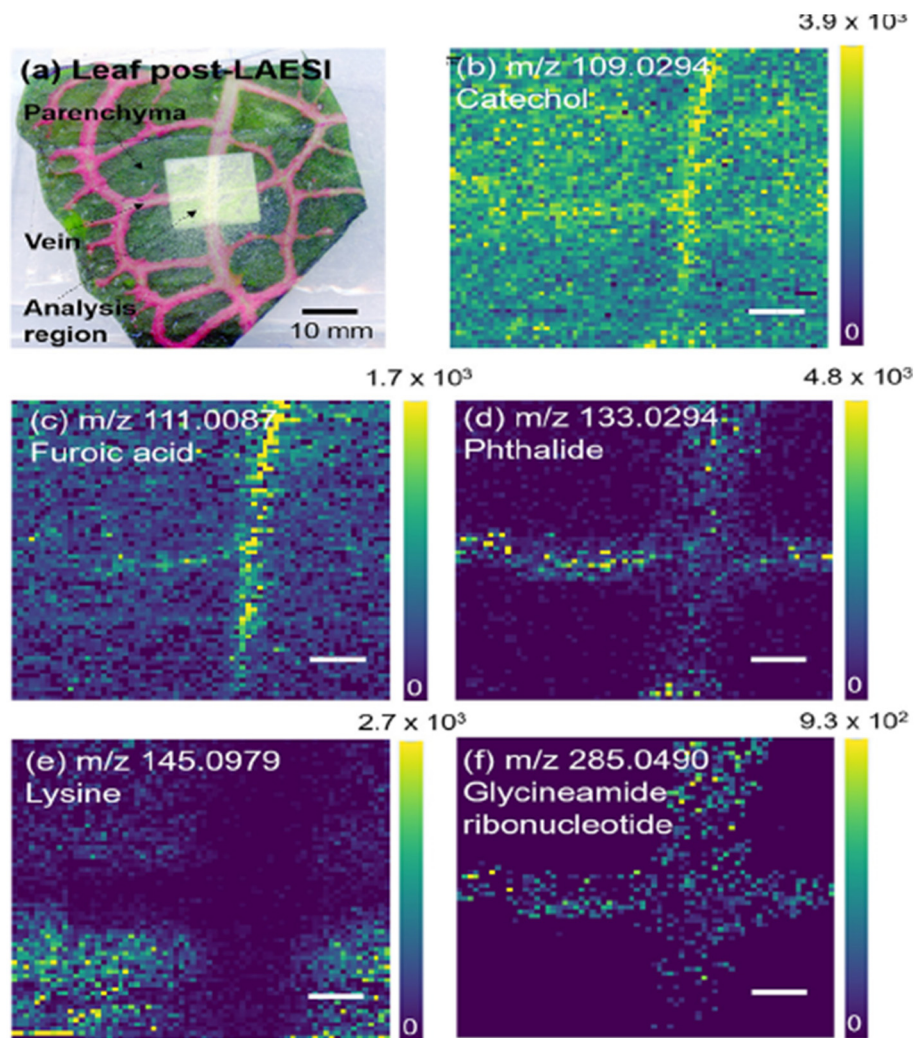 (a) Leaf post-LAESI
Parenchyma
Vein
Analysis
region
10 mm
3.9 x 10³
(b) m/z 109.0294
Catechol
0
1.7 x 10³
(c) m/z 111.0087
Furoic acid
0
4.8 x 10³
(d) m/z 133.0294
Phthalide
0
2.7 x 10³
(e) m/z 145.0979
Lysine
0
9.3 x 10²
(f) m/z 285.0490
Glycineamide
ribonucleotide
0